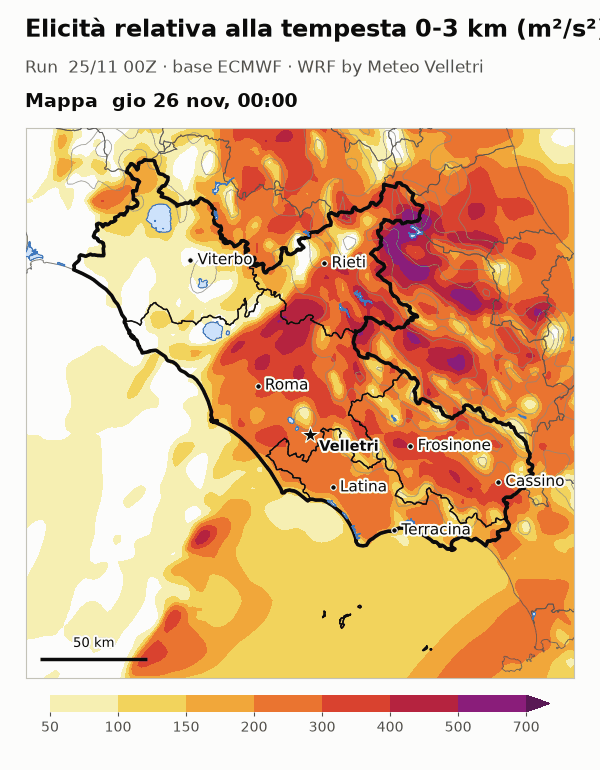 Elicità relativa alla tempesta 0-3 km (m²/s²)
Run 25/11 00Z · base ECMWF · WRF by Meteo Velletri
Mappa gio 26 nov, 00:00
Viterbo
Rieti
Roma
Velletri
Frosinone
Cassino
Latina
Terracina
50 km
50 100 150 200 300 400 500 700